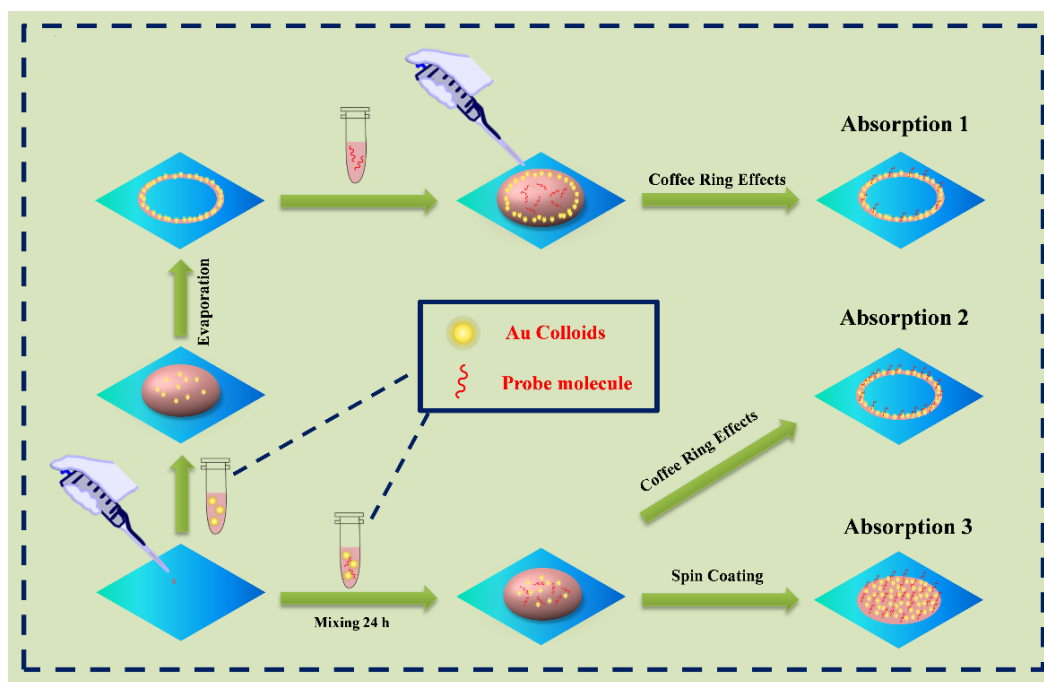 Absorption 1
Coffee Ring Effects
Evaporation
Au Colloids
Probe molecule
Absorption 2
Coffee Ring Effects
Absorption 3
Mixing 24 h
Spin Coating